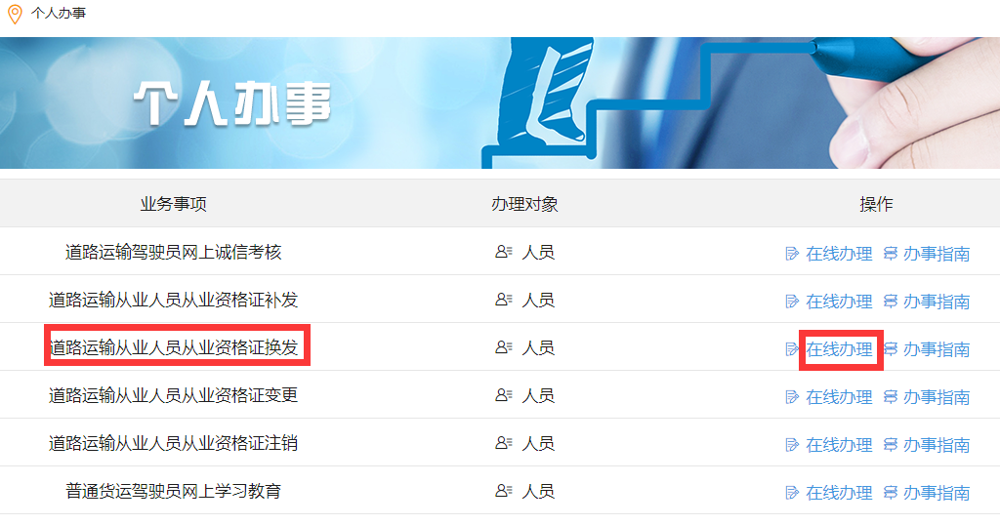 个人办事
个人办事
业务事项 办理对象 操作
道路运输驾驶员网上诚信考核 人员 在线办理 办事指南
道路运输从业人员从业资格证补发 人员 在线办理 办事指南
道路运输从业人员从业资格证换发 人员 在线办理 办事指南
道路运输从业人员从业资格证变更 人员 在线办理 办事指南
道路运输从业人员从业资格证注销 人员 在线办理 办事指南
普通货运驾驶员网上学习教育 人员 在线办理 办事指南